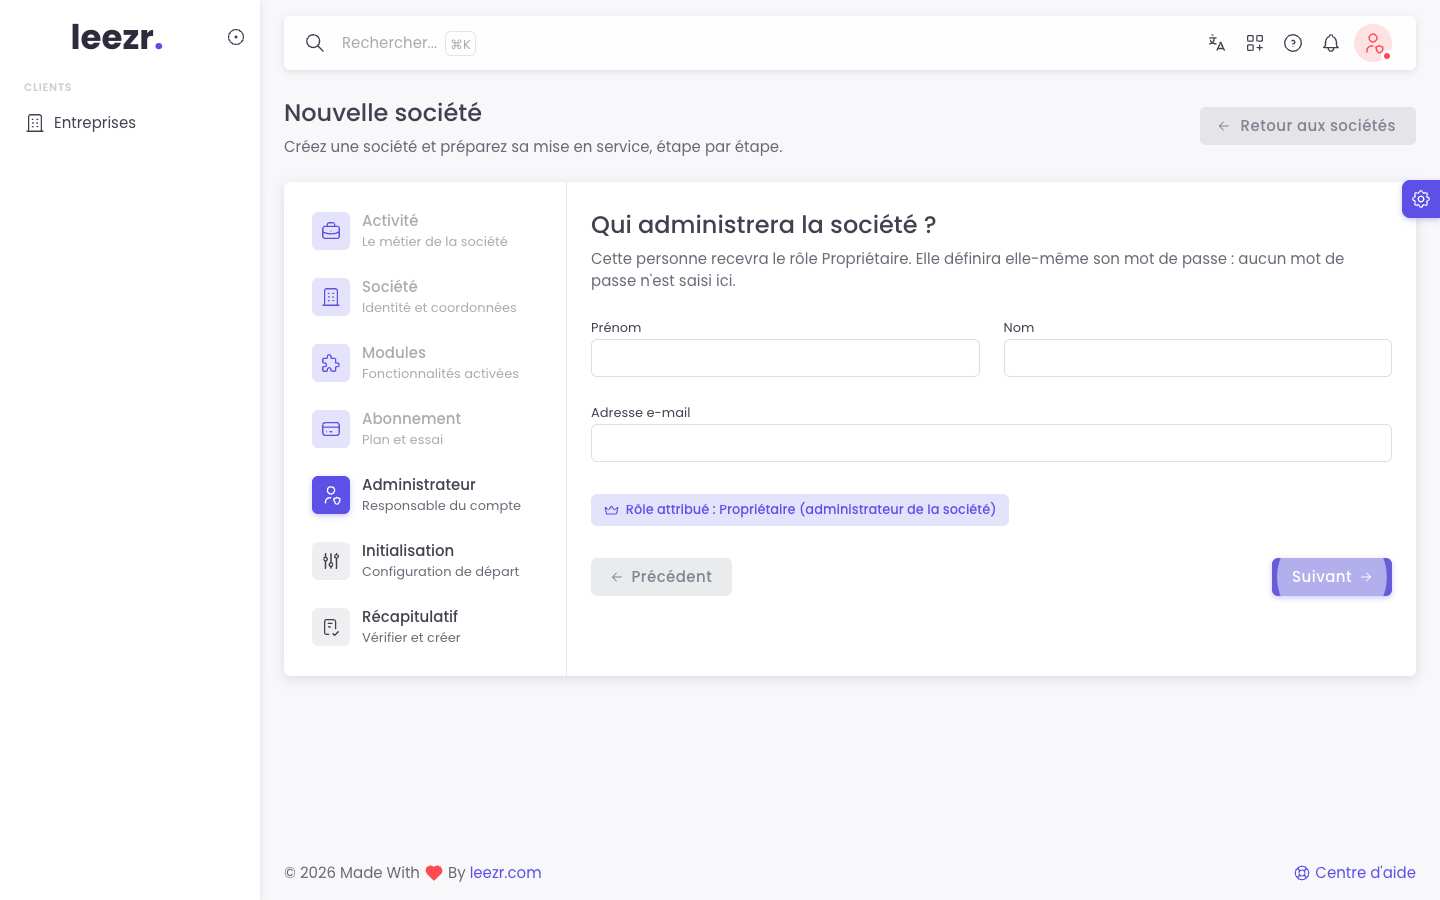 leezr.
Rechercher... ⌘K
CLIENTS
Entreprises
Nouvelle société
Créez une société et préparez sa mise en service, étape par étape.
Retour aux sociétés
Activité
Le métier de la société
Société
Identité et coordonnées
Modules
Fonctionnalités activées
Abonnement
Plan et essai
Administrateur
Responsable du compte
Initialisation
Configuration de départ
Récapitulatif
Vérifier et créer
Qui administrera la société ?
Cette personne recevra le rôle Propriétaire. Elle définira elle-même son mot de passe : aucun mot de
passe n'est saisi ici.
Prénom
Nom
Adresse e-mail
Rôle attribué : Propriétaire (administrateur de la société)
Précédent
Suivant
© 2026 Made With By leezr.com
Centre d'aide